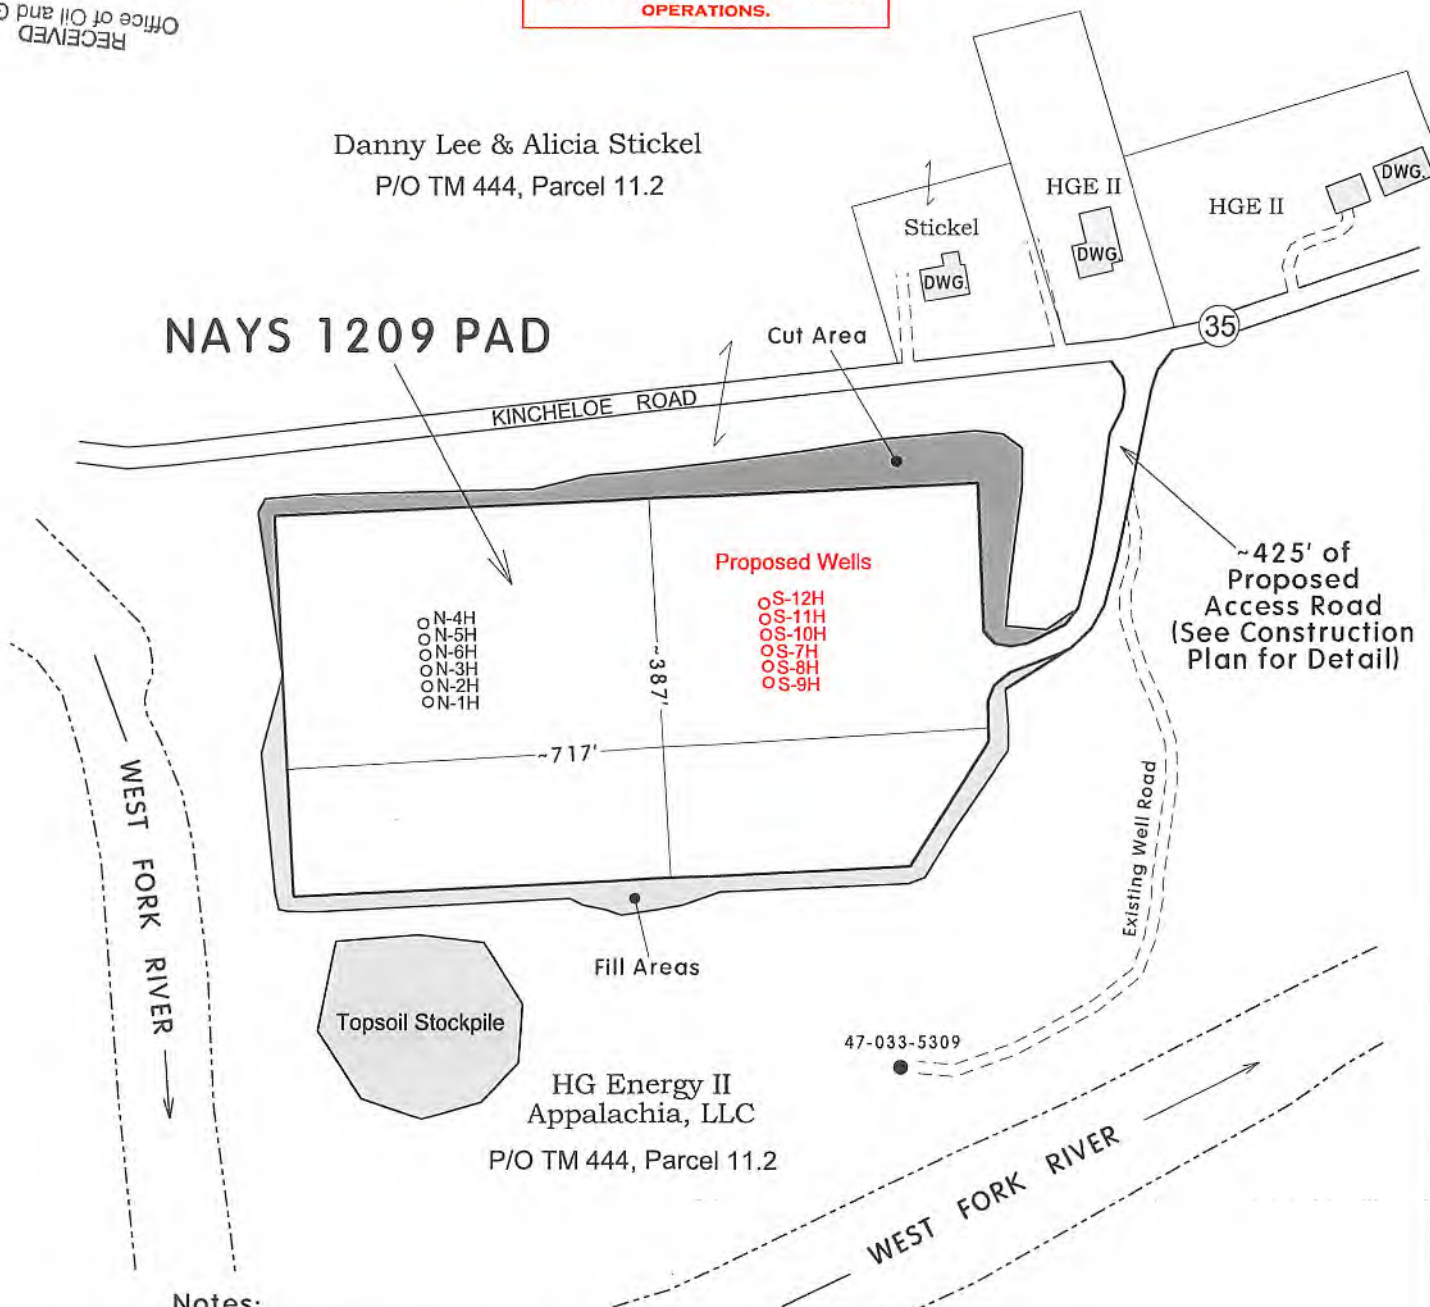 OPERATIONS.
RECEIVED
Office of Oil and
Danny Lee & Alicia Stickel
P/O TM 444, Parcel 11.2
HGE II
DWG.
HGE II
DWG.
Stickel
DWG.
35
NAYS 1209 PAD
Cut Area
KINCHELOE ROAD
Proposed Wells
S-12H
S-11H
S-10H
S-7H
S-8H
S-9H
N-4H
N-5H
N-6H
N-3H
N-2H
N-1H
~387'
~717'
~425' of
Proposed
Access Road
(See Construction
Plan for Detail)
WEST FORK RIVER
Existing Well Road
Fill Areas
Topsoil Stockpile
47-033-5309
HG Energy II
Appalachia, LLC
P/O TM 444, Parcel 11.2
WEST FORK RIVER
Notes: